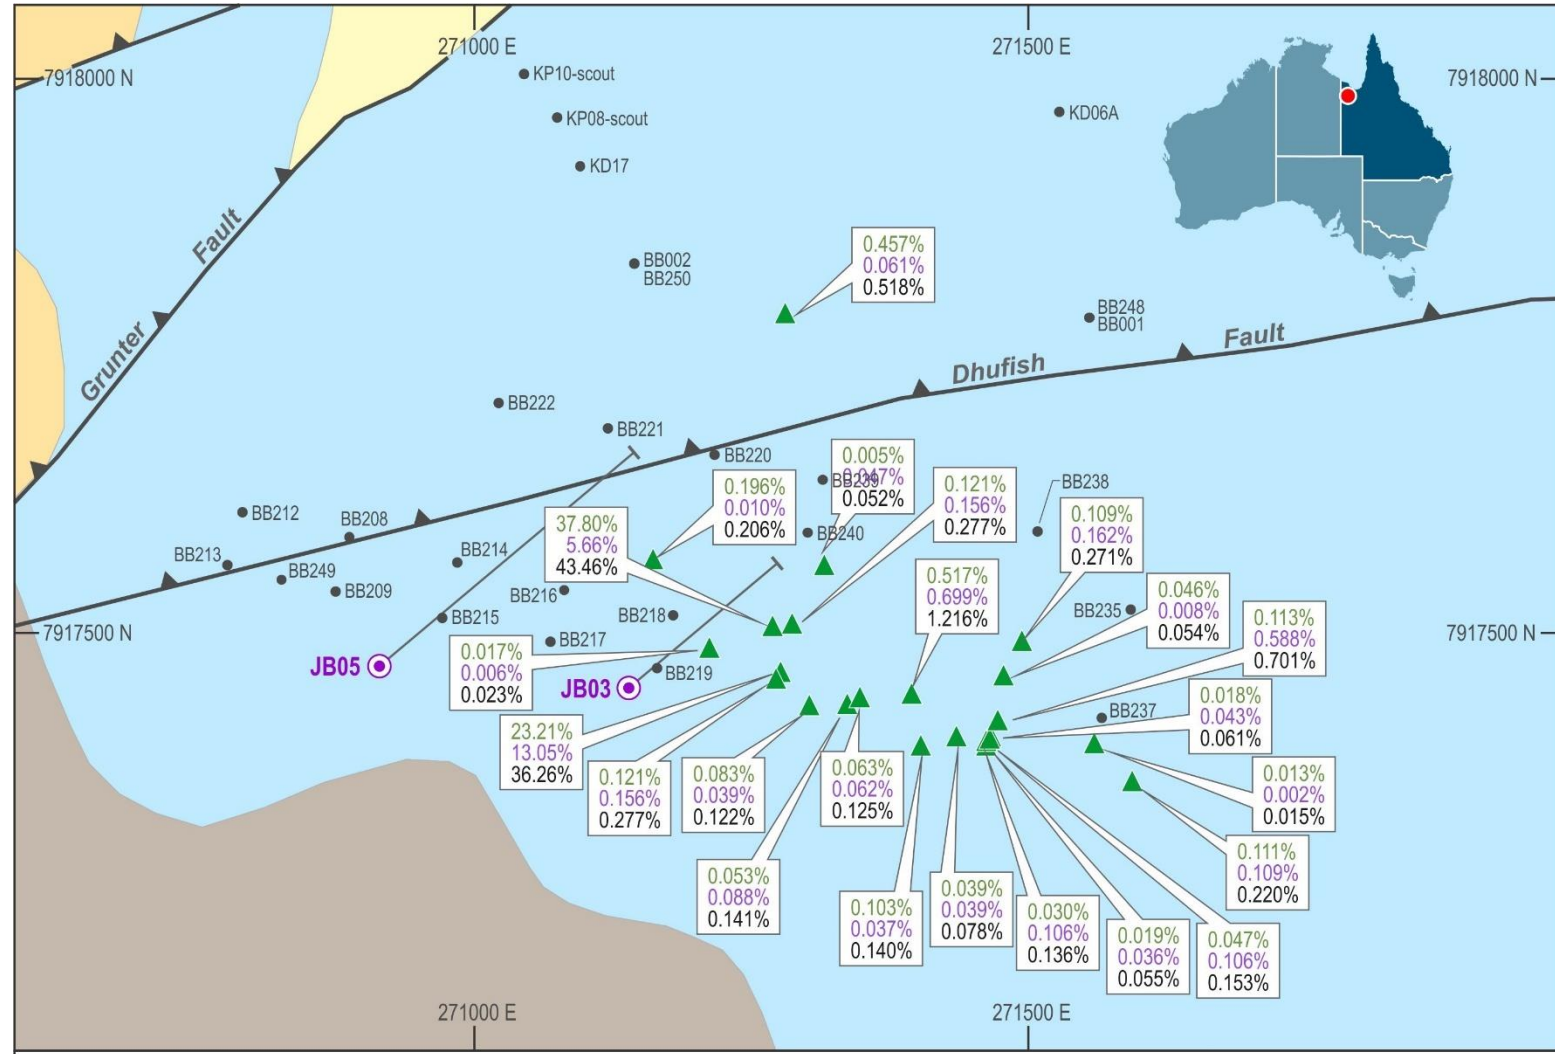 271000 E
271500 E
7918000 N
7918000 N
KP10-scout
KP08-scout
KD06A
KD17
Grunter Fault
0.457%
0.061%
0.518%
BB002
BB250
BB248
BB001
Dhufish Fault
BB222
BB221
BB220
0.005%
0.047%
0.052%
BB239
0.196%
0.010%
0.206%
0.121%
0.156%
0.277%
BB238
BB212
BB208
37.80%
5.66%
43.46%
BB240
0.109%
0.162%
0.271%
BB213
BB249
BB209
BB214
BB216
BB218
0.517%
0.699%
1.216%
BB235
0.046%
0.008%
0.054%
7917500 N
7917500 N
BB215
BB217
0.113%
0.588%
0.701%
JB05
0.017%
0.006%
0.023%
JB03
BB219
0.018%
0.043%
0.061%
BB237
23.21%
13.05%
36.26%
0.121%
0.156%
0.277%
0.083%
0.039%
0.122%
0.063%
0.062%
0.125%
0.013%
0.002%
0.015%
0.111%
0.109%
0.220%
0.053%
0.088%
0.141%
0.103%
0.037%
0.140%
0.039%
0.039%
0.078%
0.030%
0.106%
0.136%
0.019%
0.036%
0.055%
0.047%
0.106%
0.153%
271000 E
271500 E